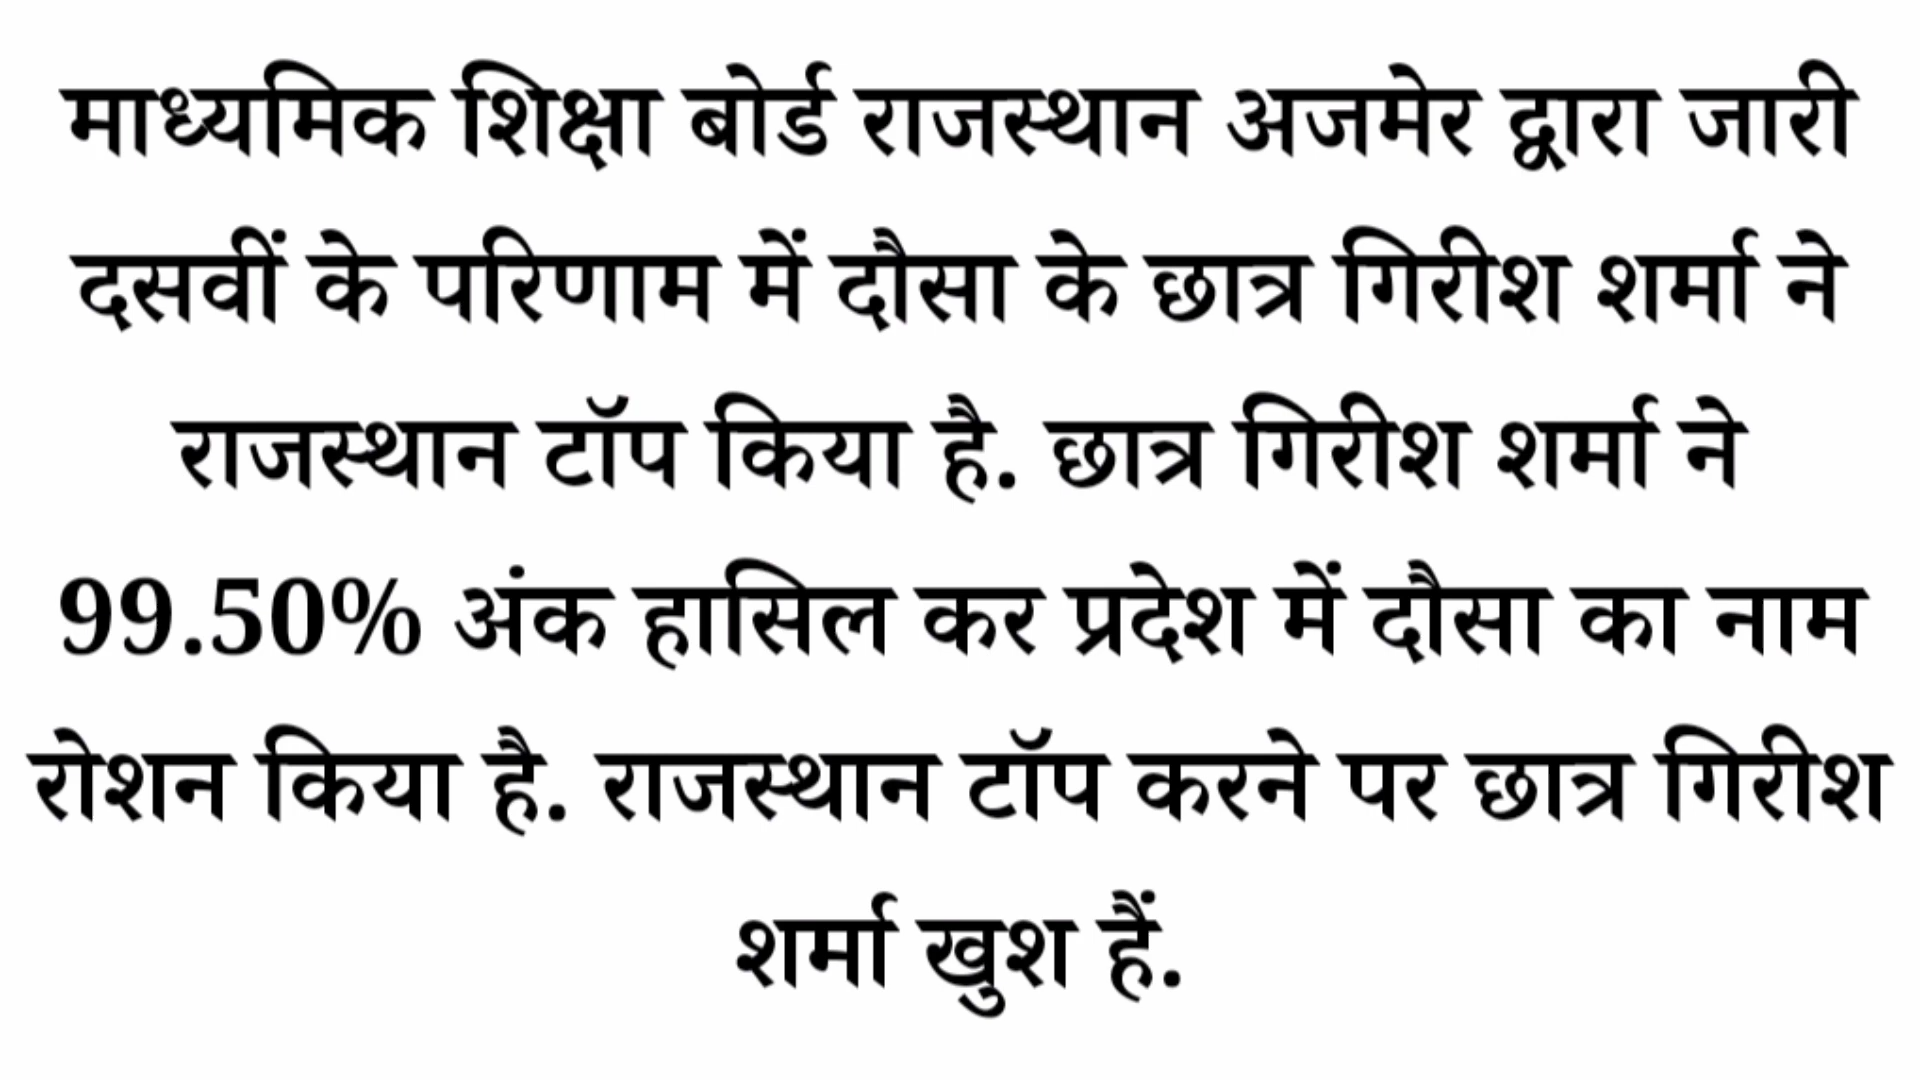 माध्यमिक शिक्षा बोर्ड राजस्थान अजमेर द्वारा जारी
दसवीं के परिणाम में दौसा के छात्र गिरीश शर्मा ने
राजस्थान टॉप किया है. छात्र गिरीश शर्मा ने
99.50% अंक हासिल कर प्रदेश में दौसा का नाम
रोशन किया है. राजस्थान टॉप करने पर छात्र गिरीश
शर्मा खुश हैं.